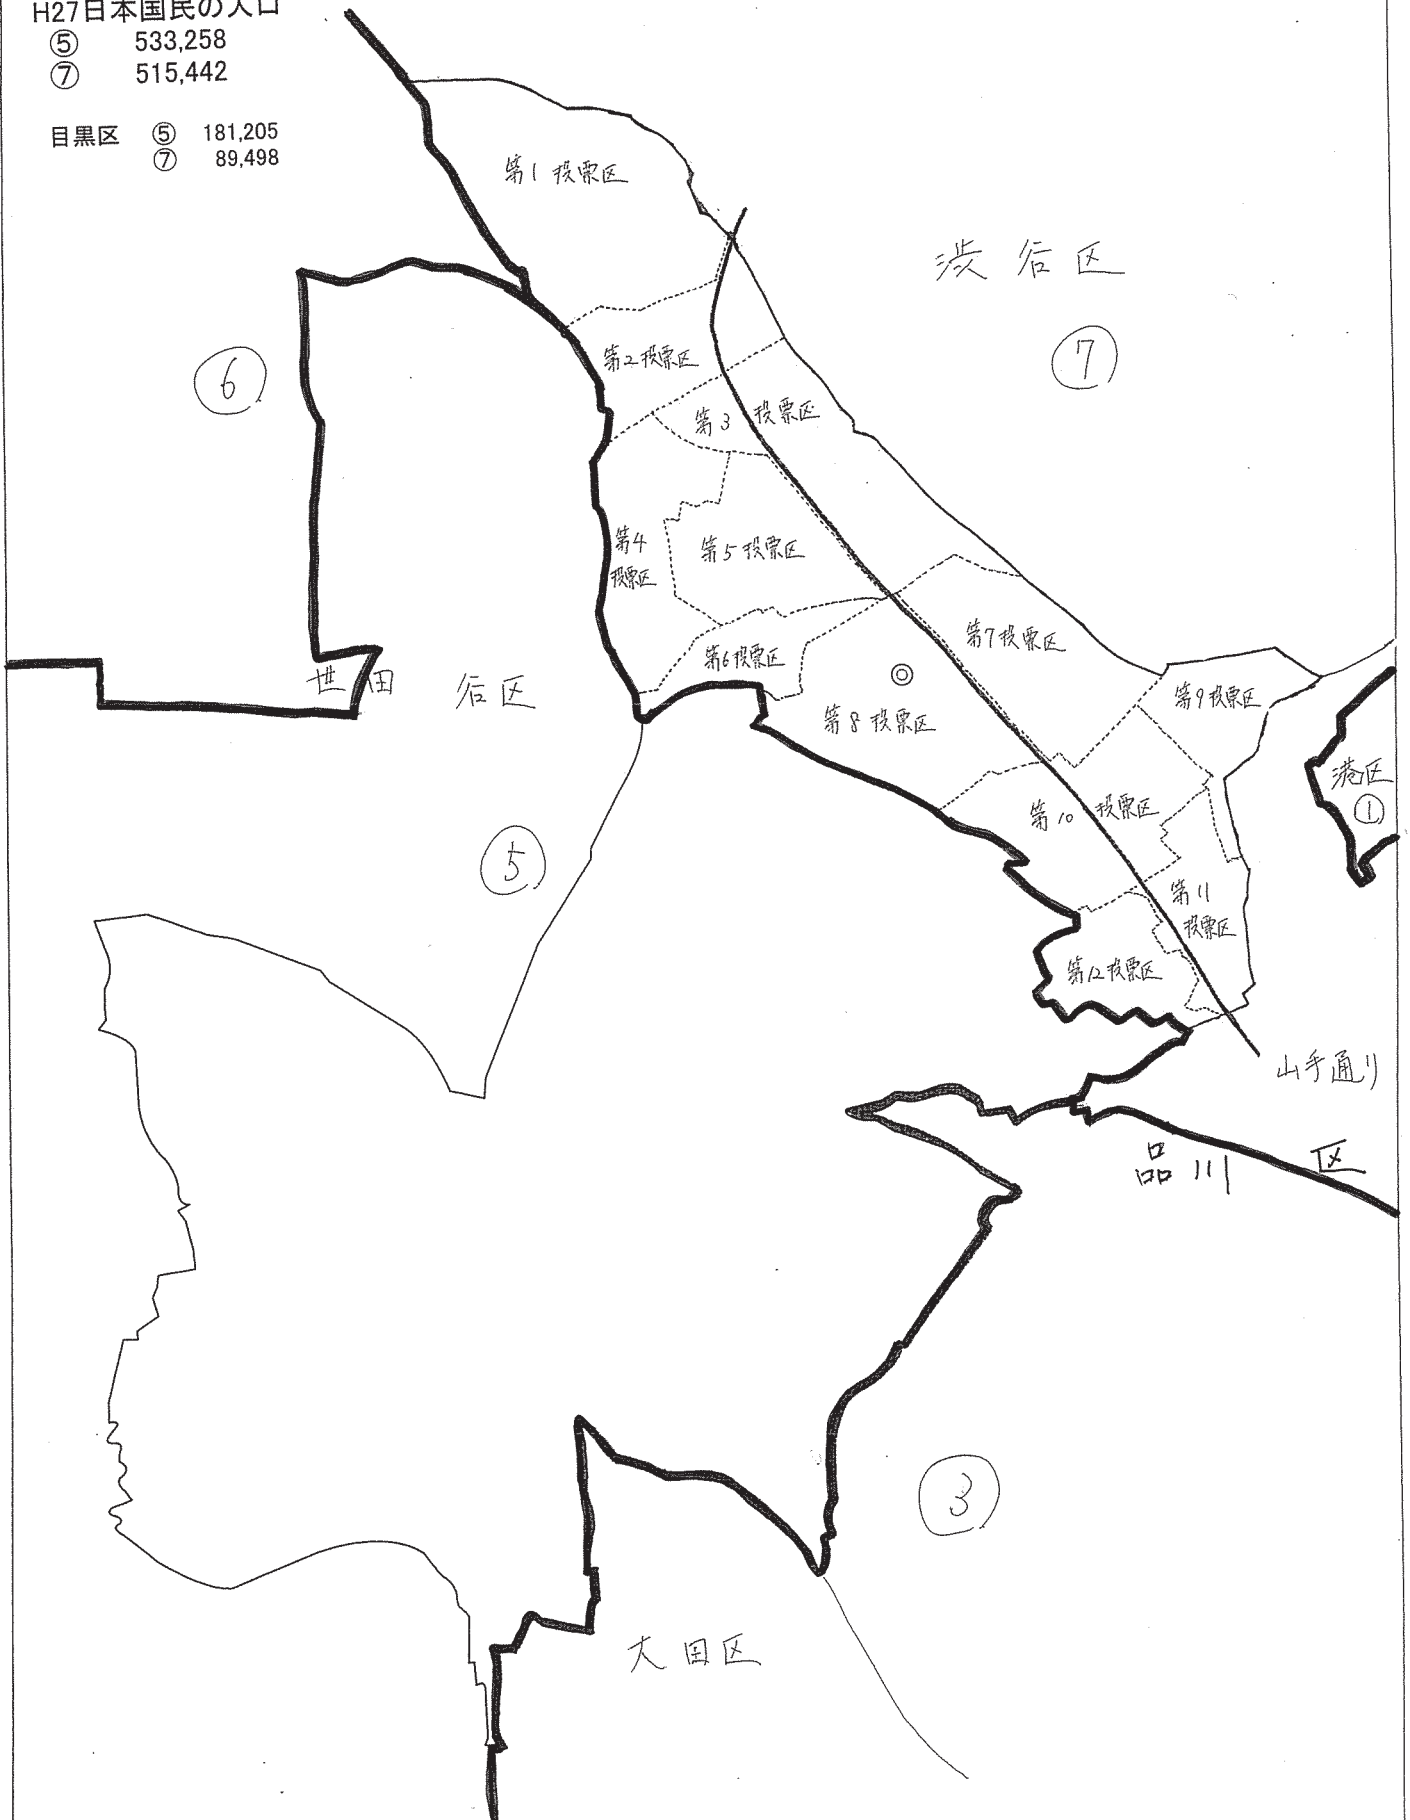 H27日本国民の人口
⑤ 533,258
⑦ 515,442
目黒区 ⑤ 181,205
⑦ 89,498
第1投票区
渋谷区
⑦
第2投票区
⑥
第3投票区
第4
投票区
第5投票区
第7投票区
第6投票区
世田谷区
第9投票区
第8投票区
◎
港区
①
第10投票区
⑤
第11
投票区
第12投票区
山手通り
品川区
③
大田区